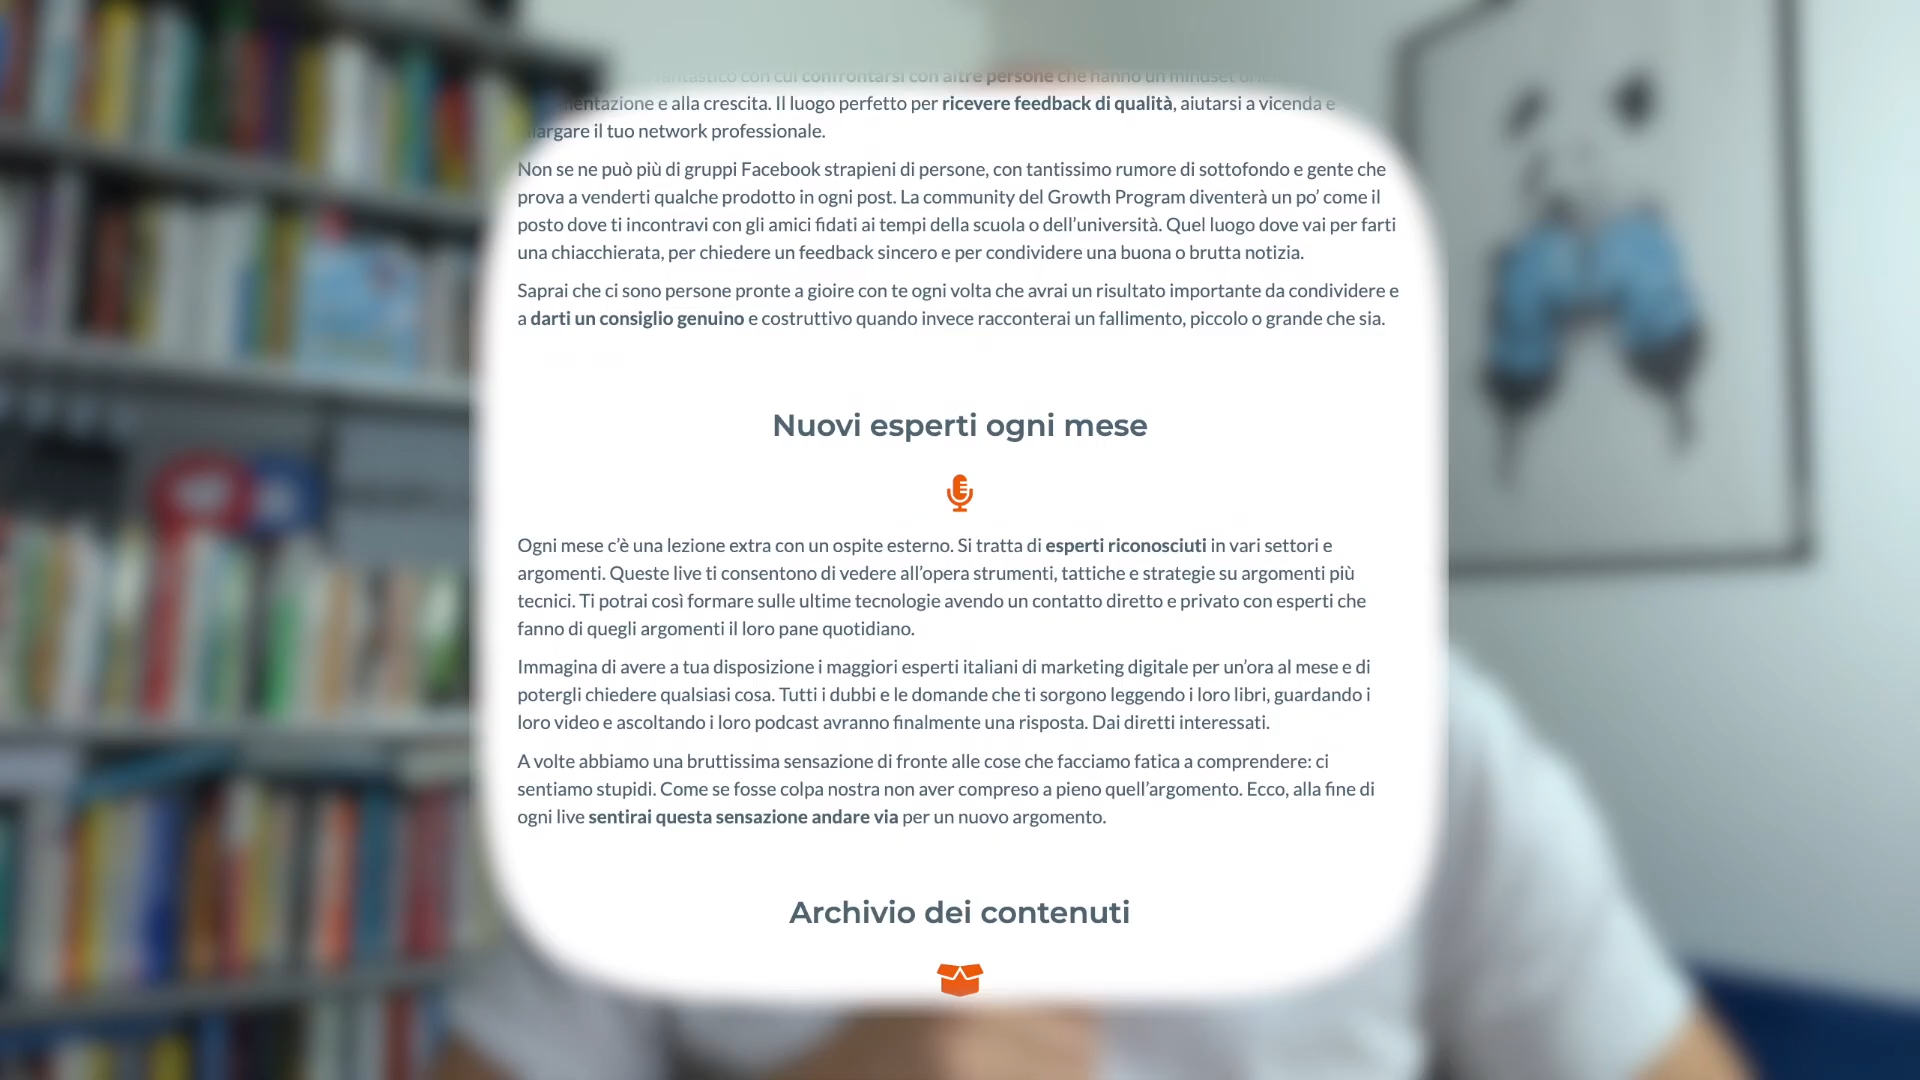 fantastico con cui confrontarsi con altre persone che hanno un mindset
e alla crescita. Il luogo perfetto per ricevere feedback di qualità, aiutarsi a vicenda e
il tuo network professionale.
Non se ne può più di gruppi Facebook strapieni di persone, con tantissimo rumore di sottofondo e gente che
prova a venderti qualche prodotto in ogni post. La community del Growth Program diventerà un po’ come il
posto dove ti incontravi con gli amici fidati ai tempi della scuola o dell’università. Quel luogo dove vai per farti
una chiacchierata, per chiedere un feedback sincero e per condividere una buona o brutta notizia.
Saprai che ci sono persone pronte a gioire con te ogni volta che avrai un risultato importante da condividere e
a darti un consiglio genuino e costruttivo quando invece racconterai un fallimento, piccolo o grande che sia.
Nuovi esperti ogni mese
Ogni mese c’è una lezione extra con un ospite esterno. Si tratta di esperti riconosciuti in vari settori e
argomenti. Queste live ti consentono di vedere all’opera strumenti, tattiche e strategie su argomenti più
tecnici. Ti potrai così formare sulle ultime tecnologie avendo un contatto diretto e privato con esperti che
fanno di quegli argomenti il loro pane quotidiano.
Immagina di avere a tua disposizione i maggiori esperti italiani di marketing digitale per un’ora al mese e di
potergli chiedere qualsiasi cosa. Tutti i dubbi e le domande che ti sorgono leggendo i loro libri, guardando i
loro video e ascoltando i loro podcast avranno finalmente una risposta. Dai diretti interessati.
A volte abbiamo una bruttissima sensazione di fronte alle cose che facciamo fatica a comprendere: ci
sentiamo stupidi. Come se fosse colpa nostra non aver compreso a pieno quell’argomento. Ecco, alla fine di
ogni live sentirai questa sensazione andare via per un nuovo argomento.
Archivio dei contenuti